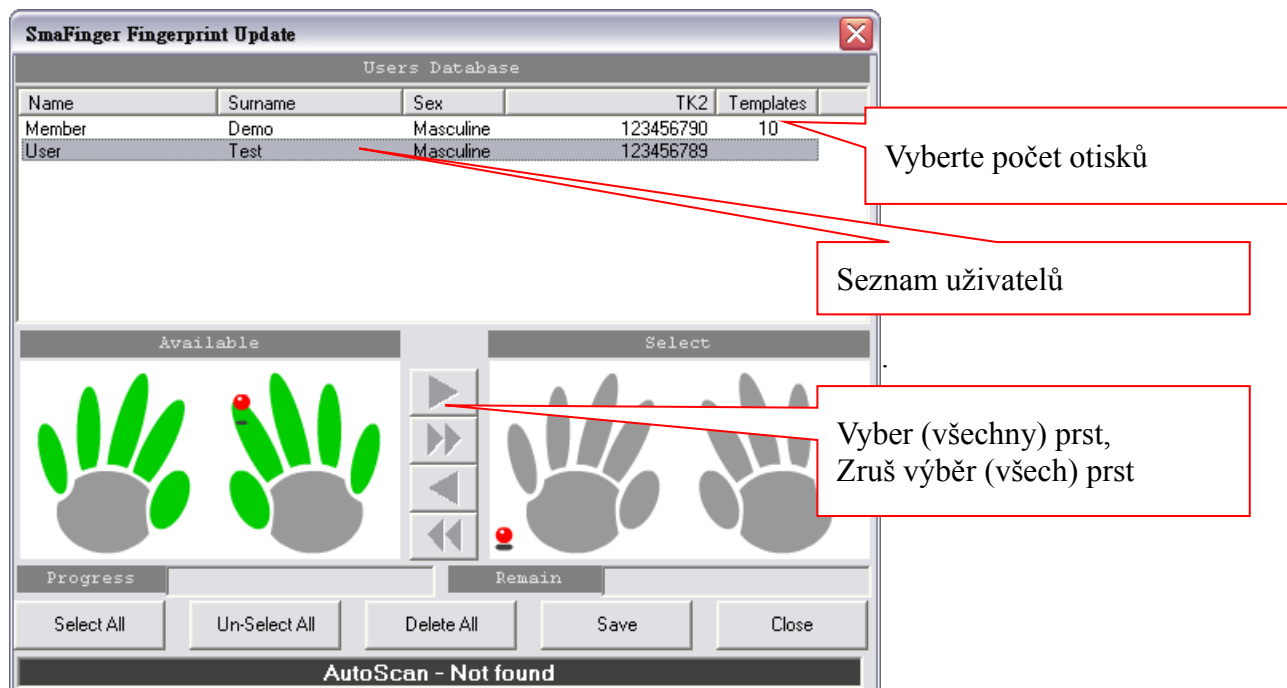 SmaFinger Fingerprint Update
Users Database
Name Surname Sex TK2 Templates
Member Demo Masculine 123456790 10
User Test Masculine 123456789
Vyberte počet otisků
Seznam uživatelů
Available Select
.
Vyber (všechny) prst,
Zruš výběr (všech) prst
Progress Remain
Select All Un-Select All Delete All Save Close
AutoScan - Not found